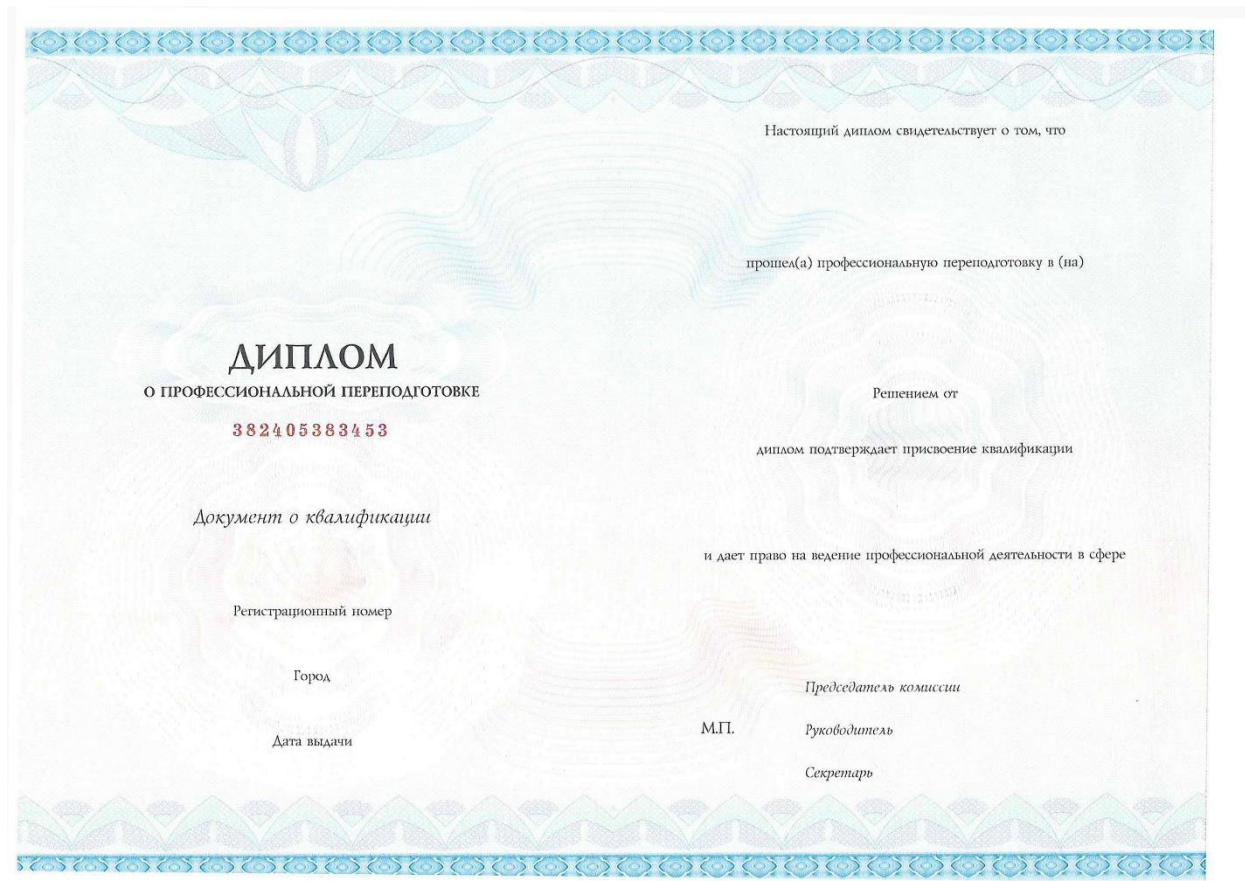 ДИПЛОМ
О ПРОФЕССИОНАЛЬНОЙ ПЕРЕПОДГОТОВКЕ
382405383453
Документ о квалификации
Регистрационный номер
Город
Дата выдачи
Настоящий диплом свидетельствует о том, что
прошел(а) профессиональную переподготовку в (на)
Решением от
диплом подтверждает присвоение квалификации
и дает право на ведение профессиональной деятельности в сфере
Председатель комиссии
М.П. Руководитель
Секретарь